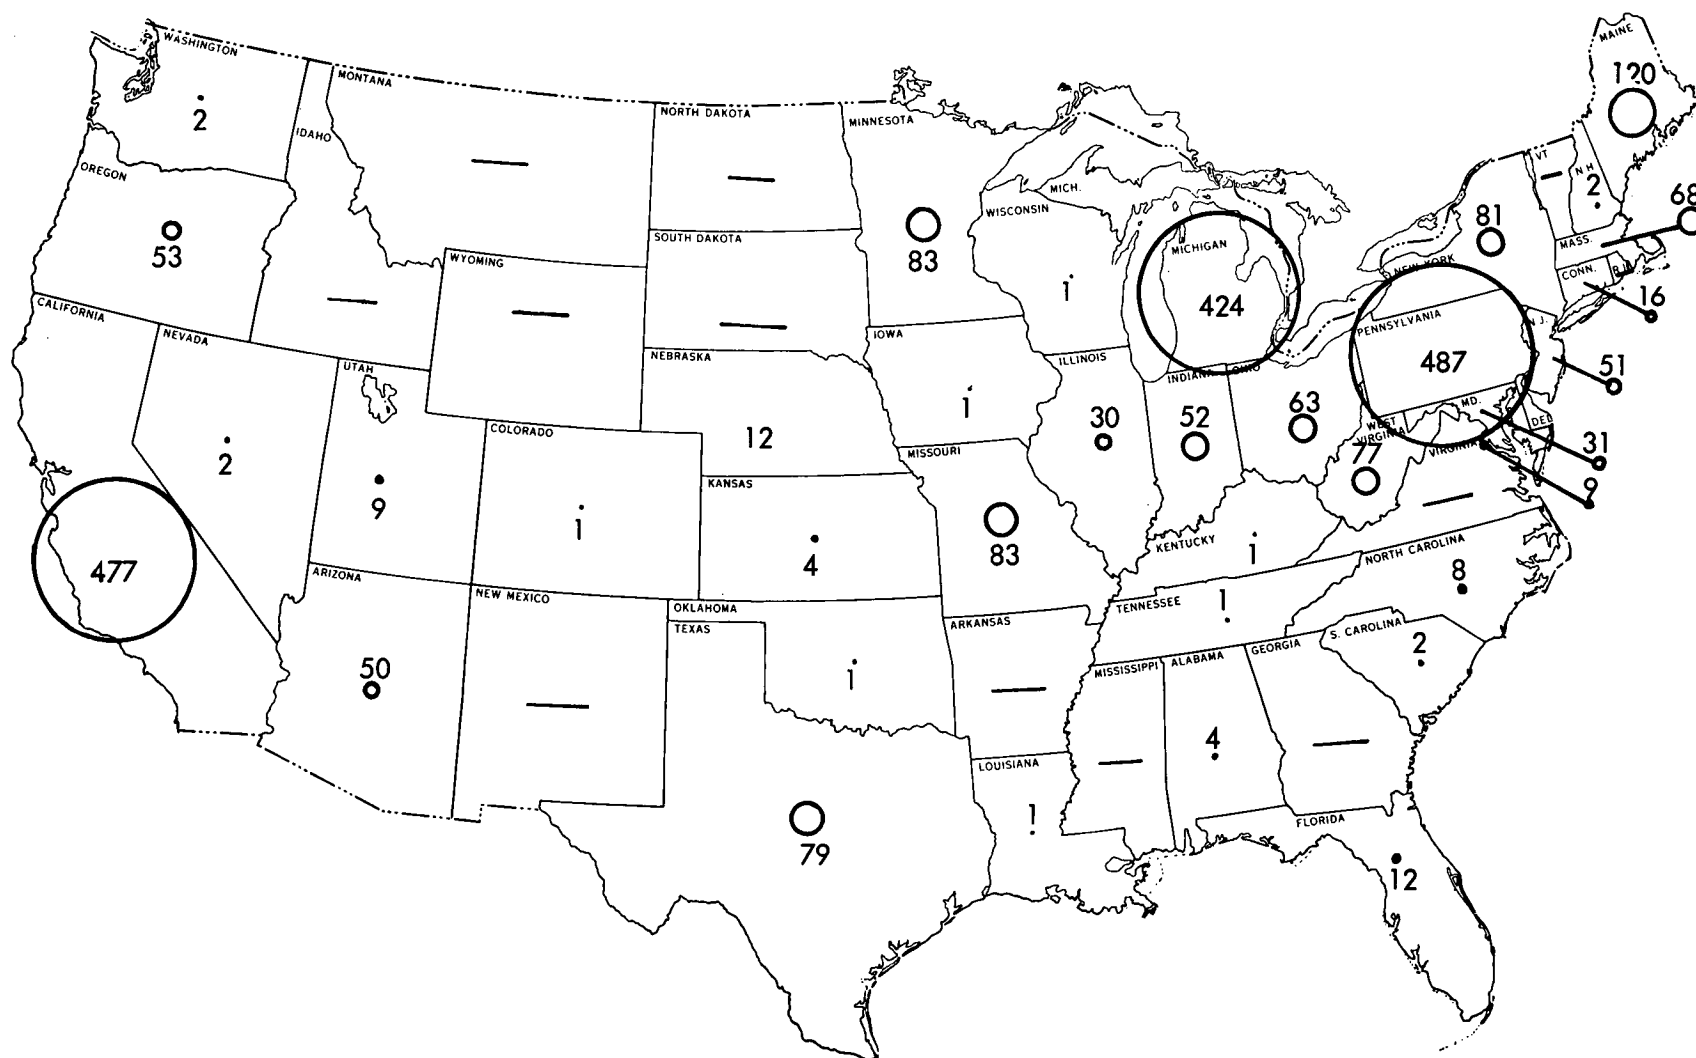 WASHINGTON
2
IDAHO
MONTANA
NORTH DAKOTA
MINNESOTA
83
OREGON
53
SOUTH DAKOTA
WYOMING
CALIFORNIA
477
NEVADA
2
UTAH
9
NEBRASKA
12
COLORADO
1
KANSAS
4
IOWA
1
WISCONSIN
1
MICH.
MICHIGAN
424
ILLINOIS
30
INDIANA
52
OHIO
63
MISSOURI
83
KENTUCKY
1
ARIZONA
50
NEW MEXICO
OKLAHOMA
1
TEXAS
79
ARKANSAS
LOUISIANA
1
TENNESSEE
1
MISSISSIPPI
ALABAMA
4
GEORGIA
FLORIDA
12
S. CAROLINA
2
NORTH CAROLINA
8
WEST
VIRGINIA
77
VIRGINIA
PENNSYLVANIA
487
NEW YORK
81
MAINE
120
VT
N.H.
2
MASS.
68
CONN.
R.I.
16
N.J.
51
MD.
31
DEL
9